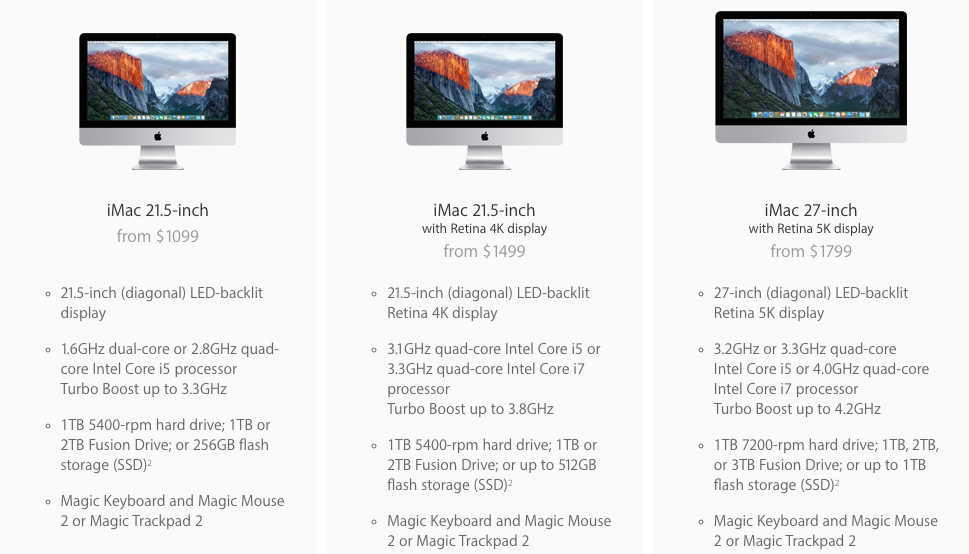 iMac 21.5-inch
from $1099
21.5-inch (diagonal) LED-backlit
display
1.6GHz dual-core or 2.8GHz quad-
core Intel Core i5 processor
Turbo Boost up to 3.3GHz
1TB 5400-rpm hard drive; 1TB or
2TB Fusion Drive; or 256GB flash
storage (SSD)2
Magic Keyboard and Magic Mouse
2 or Magic Trackpad 2
iMac 21.5-inch
with Retina 4K display
from $1499
21.5-inch (diagonal) LED-backlit
Retina 4K display
3.1GHz quad-core Intel Core i5 or
3.3GHz quad-core Intel Core i7
processor
Turbo Boost up to 3.8GHz
1TB 5400-rpm hard drive; 1TB or
2TB Fusion Drive; or up to 512GB
flash storage (SSD)2
Magic Keyboard and Magic Mouse
2 or Magic Trackpad 2
iMac 27-inch
with Retina 5K display
from $1799
27-inch (diagonal) LED-backlit
Retina 5K display
3.2GHz or 3.3GHz quad-core
Intel Core i5 or 4.0GHz quad-core
Intel Core i7 processor
Turbo Boost up to 4.2GHz
1TB 7200-rpm hard drive; 1TB, 2TB,
or 3TB Fusion Drive; or up to 1TB
flash storage (SSD)2
Magic Keyboard and Magic Mouse
2 or Magic Trackpad 2